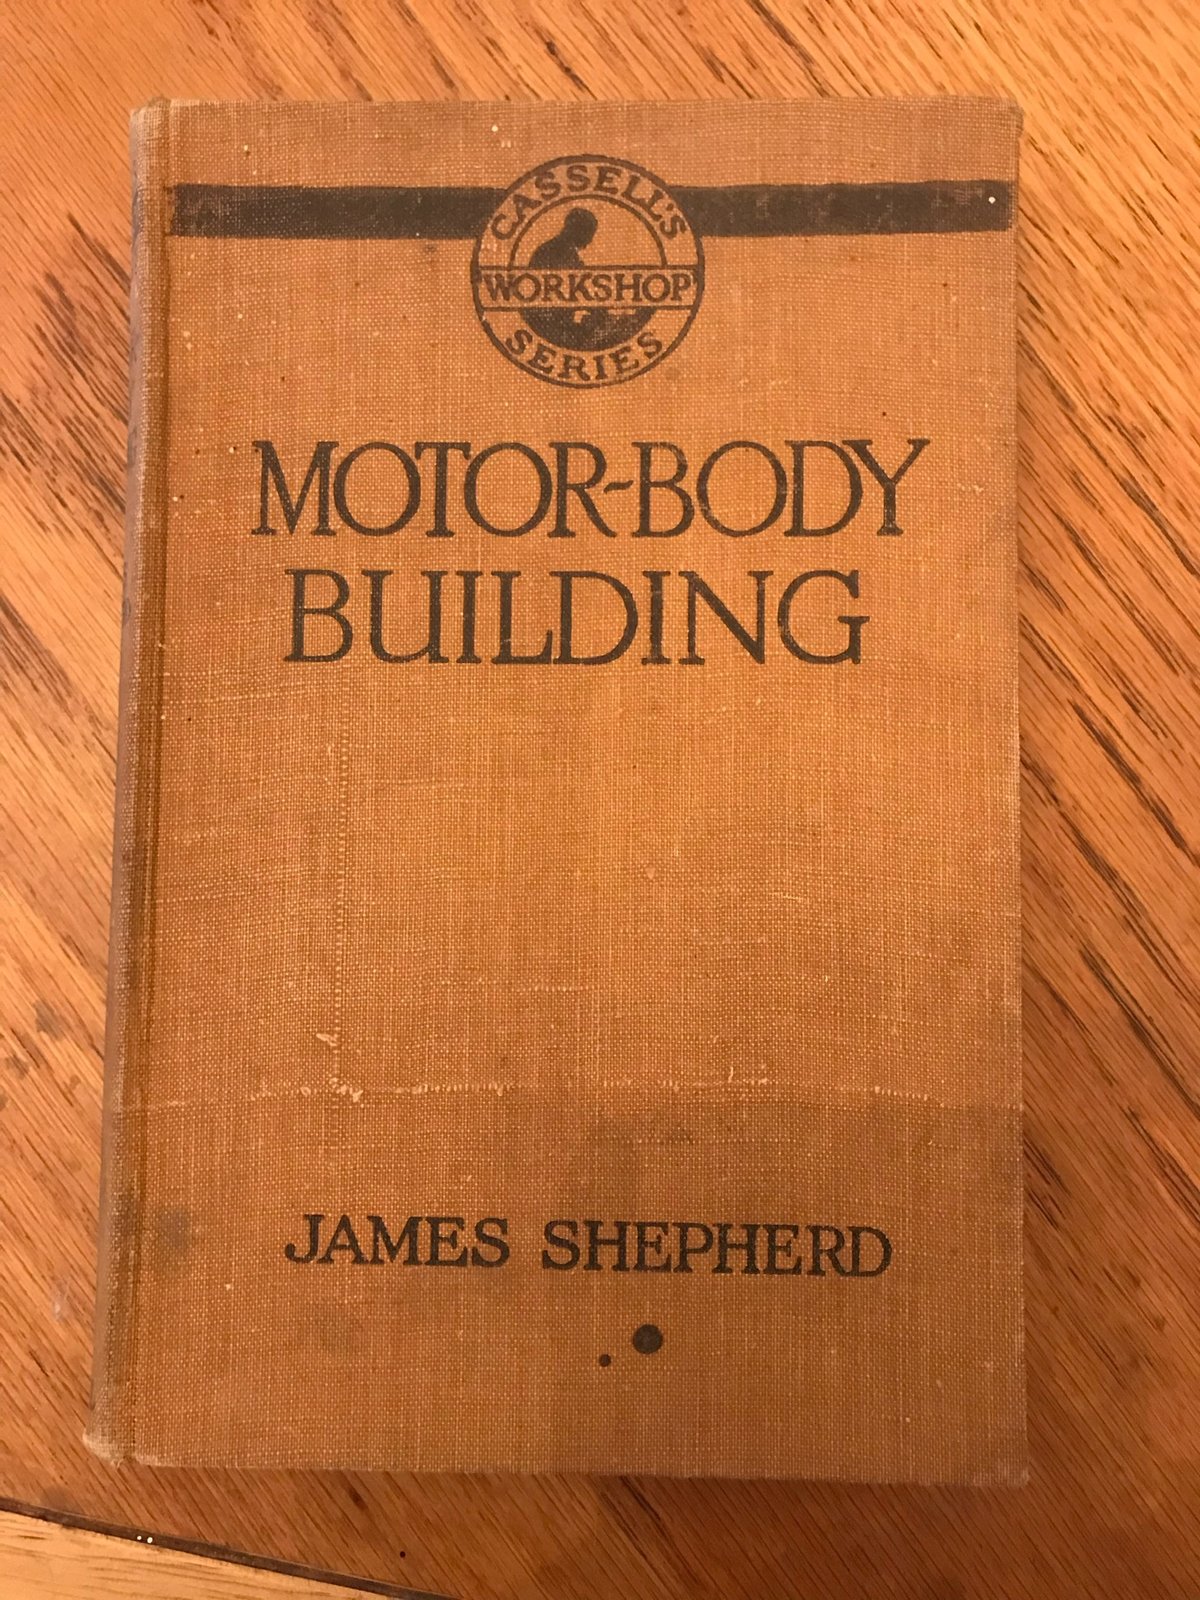 CASSELL'S
WORKSHOP
SERIES
MOTOR-BODY
BUILDING
JAMES SHEPHERD